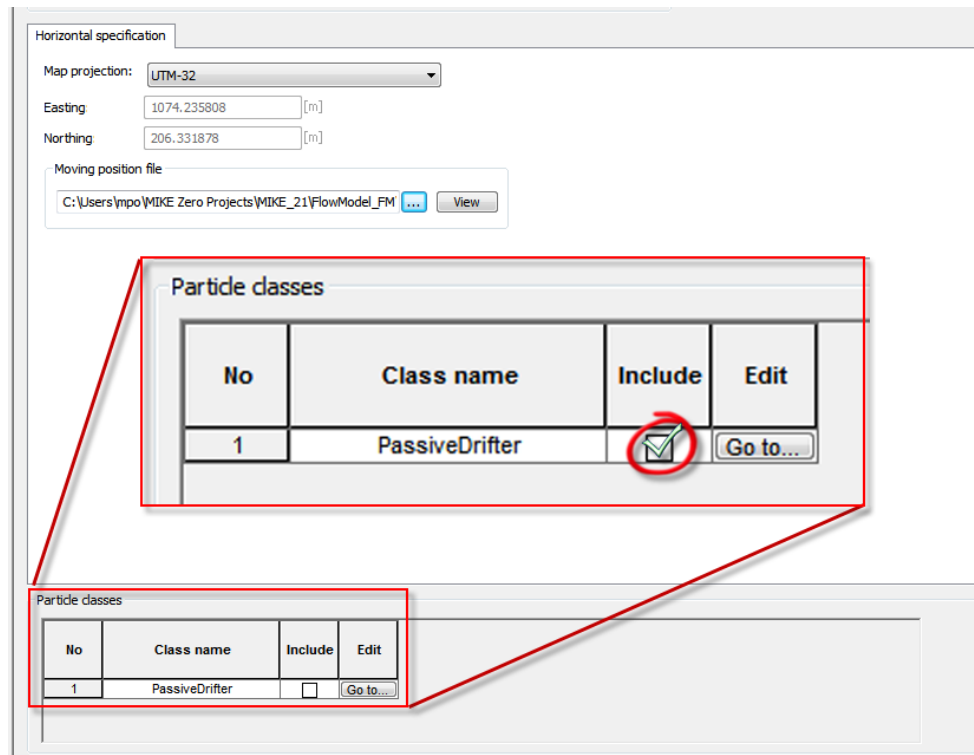 Horizontal specification
Map projection: UTM-32
Easting 1074.235808 [m]
Northing 206.331878 [m]
Moving position file
C:\Users\mpo\MIKE Zero Projects\MIKE_21\FlowModel_FM ... View
Particle classes
No Class name Include Edit
1 PassiveDrifter Go to...
Particle classes
No Class name Include Edit
1 PassiveDrifter Go to...